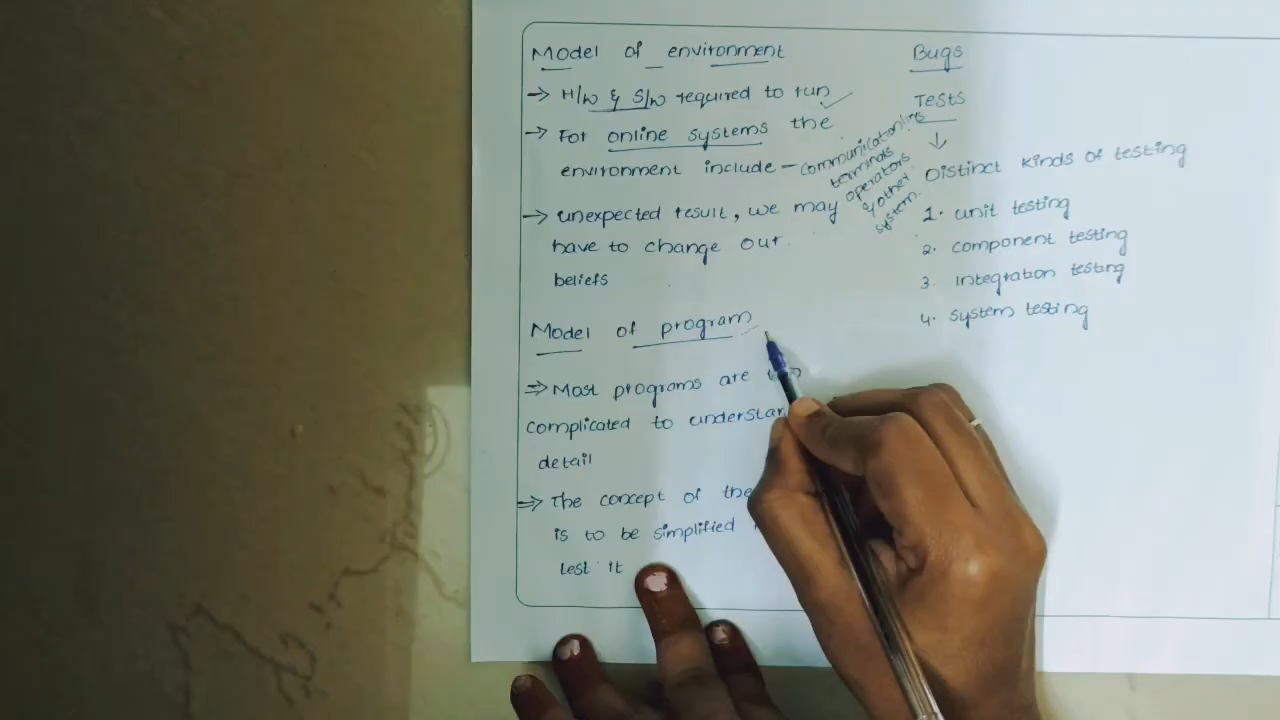 Model of environment
→ H/W & S/W required to run
→ For online systems the
environment include – communication line
terminals
operators
& other
system.
→ unexpected result, we may
have to change our
beliefs
Model of program
⇒ Most programs are
complicated to
detail
⇒ The concept of the
is to be simplified
test it
Bugs
Tests
↓
Distinct kinds of testing
1. unit testing
2. component testing
3. Integration testing
4. system testing